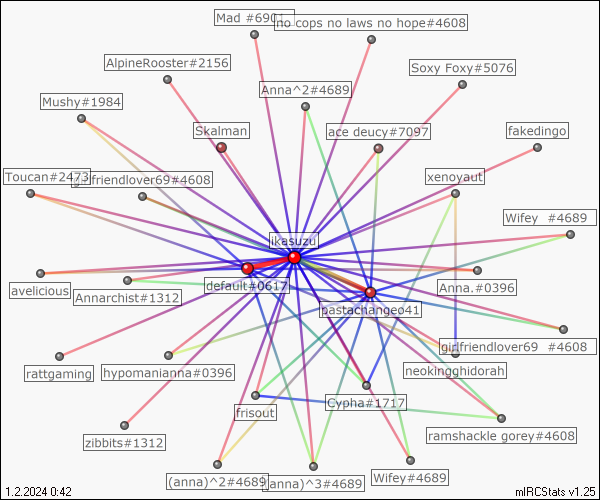 Mad #6901
no cops no laws no hope#4608
AlpineRooster#2156
Soxy Foxy#5076
Anna^2#4689
Mushy#1984
Skalman
ace deucy#7097
fakedingo
Toucan#2473
girlfriendlover69#4608
xenoyaut
Wifey #4689
ikasuzu
default#0617
avelicious
Annarchist#1312
Anna.#0396
pastachangeo41
girlfriendlover69 #4608
rattgaming
hypomanianna#0396
neokingghidorah
frisout
Cypha#1717
ramshackle gorey#4608
zibbits#1312
(anna)^2#4689
(anna)^3#4689
Wifey#4689
1.2.2024 0:42
mIRCStats v1.25